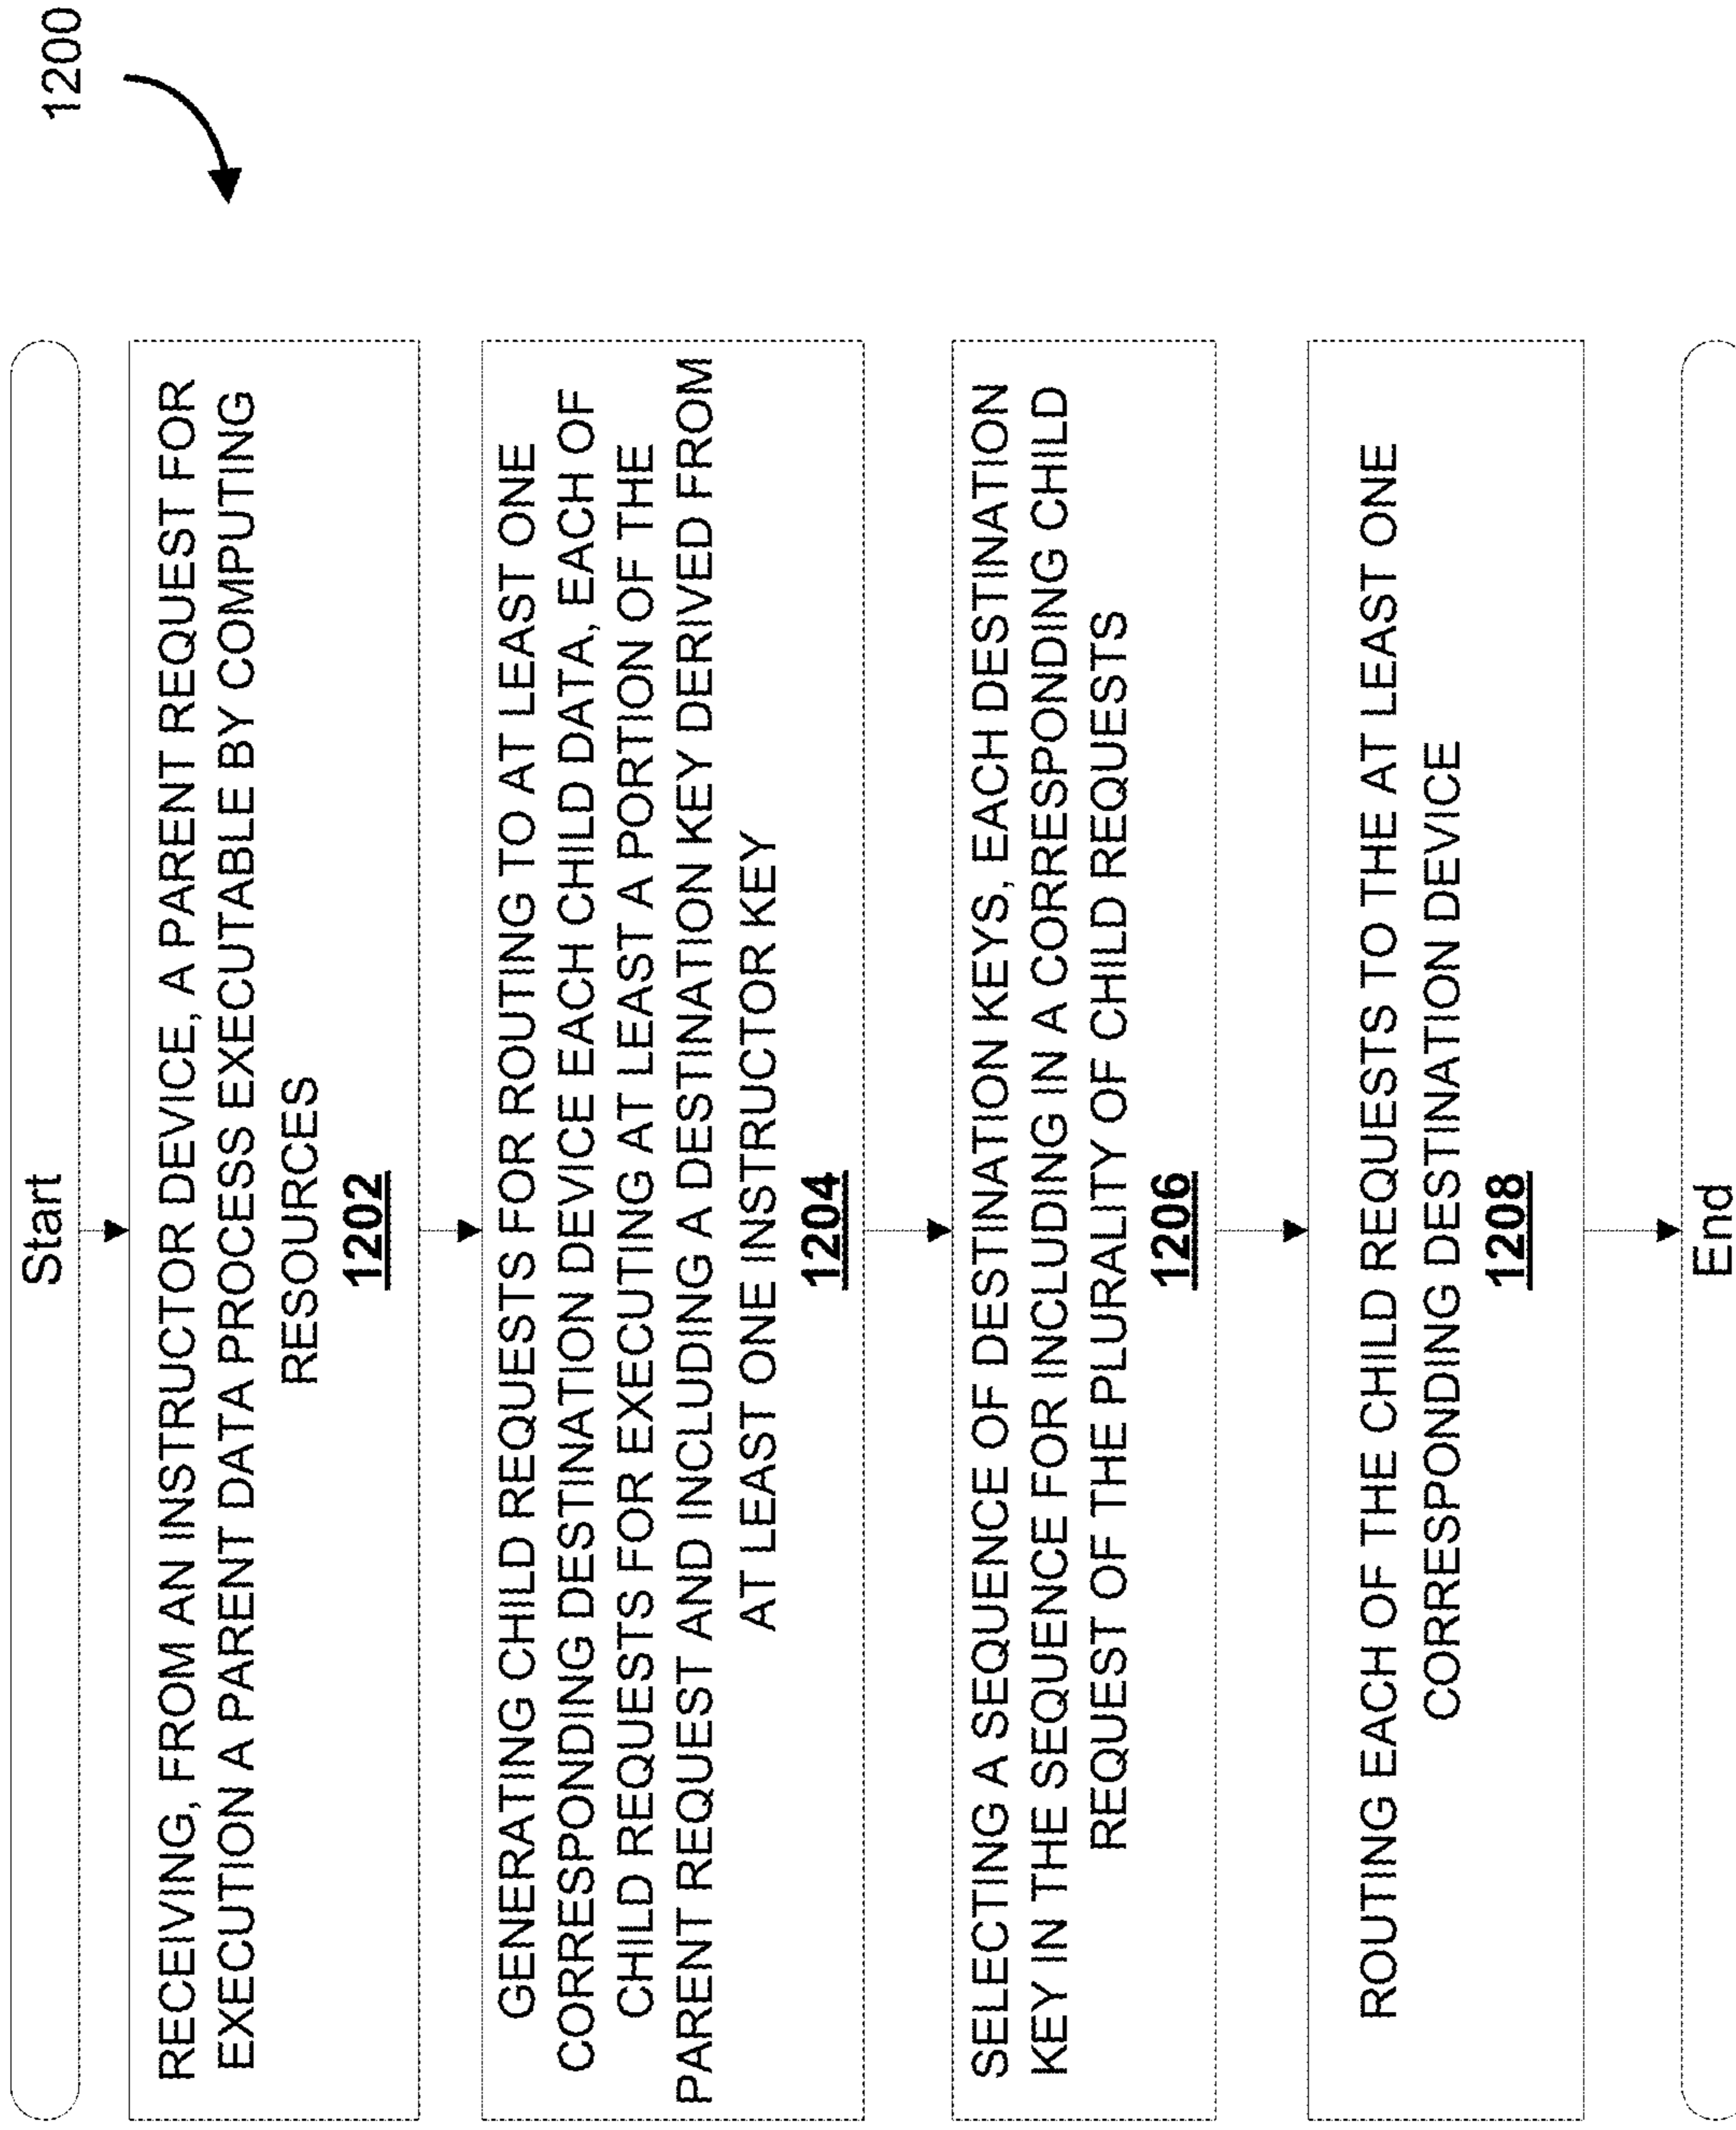 1200
Start
RECEIVING, FROM AN INSTRUCTOR DEVICE, A PARENT REQUEST FOR
EXECUTION A PARENT DATA PROCESS EXECUTABLE BY COMPUTING
RESOURCES
1202
GENERATING CHILD REQUESTS FOR ROUTING TO AT LEAST ONE
CORRESPONDING DESTINATION DEVICE EACH CHILD DATA, EACH OF
CHILD REQUESTS FOR EXECUTING AT LEAST A PORTION OF THE
PARENT REQUEST AND INCLUDING A DESTINATION KEY DERIVED FROM
AT LEAST ONE INSTRUCTOR KEY
1204
SELECTING A SEQUENCE OF DESTINATION KEYS, EACH DESTINATION
KEY IN THE SEQUENCE FOR INCLUDING IN A CORRESPONDING CHILD
REQUEST OF THE PLURALITY OF CHILD REQUESTS
1206
ROUTING EACH OF THE CHILD REQUESTS TO THE AT LEAST ONE
CORRESPONDING DESTINATION DEVICE
1208
End